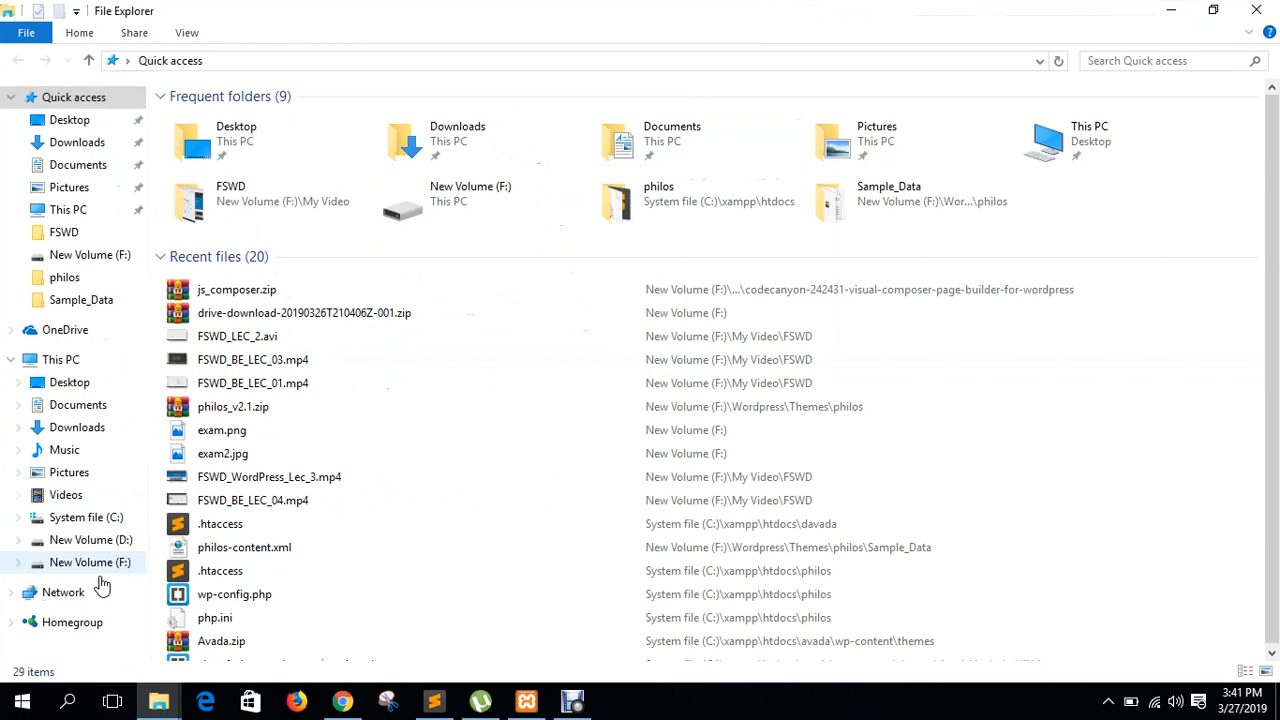 File Explorer
File Home Share View
Quick access
Search Quick access
Quick access
Desktop
Downloads
Documents
Pictures
This PC
FSWD
New Volume (F:)
philos
Sample_Data
OneDrive
This PC
Desktop
Documents
Downloads
Music
Pictures
Videos
System file (C:)
New Volume (D:)
New Volume (F:)
Network
Homegroup
Frequent folders (9)
Desktop
This PC
Downloads
This PC
Documents
This PC
Pictures
This PC
This PC
Desktop
FSWD
New Volume (F:)\My Video
New Volume (F:)
This PC
philos
System file (C:)\xampp\htdocs
Sample_Data
New Volume (F:)\Wor...\philos
Recent files (20)
js_composer.zip New Volume (F:)\...\codecanyon-242431-visual-composer-page-builder-for-wordpress
drive-download-20190326T210406Z-001.zip New Volume (F:)
FSWD_LEC_2.avi New Volume (F:)\My Video\FSWD
FSWD_BE_LEC_03.mp4 New Volume (F:)\My Video\FSWD
FSWD_BE_LEC_01.mp4 New Volume (F:)\My Video\FSWD
philos_v2.1.zip New Volume (F:)\Wordpress\Themes\philos
exam.png New Volume (F:)
exam2.jpg New Volume (F:)
FSWD_WordPress_Lec_3.mp4 New Volume (F:)\My Video\FSWD
FSWD_BE_LEC_04.mp4 New Volume (F:)\My Video\FSWD
.htaccess System file (C:)\xampp\htdocs\davada
philos-content.xml New Volume (F:)\Wordpress\Themes\philos\Sample_Data
.htaccess System file (C:)\xampp\htdocs\philos
wp-config.php System file (C:)\xampp\htdocs\philos
php.ini System file (C:)\xampp\htdocs\philos
Avada.zip System file (C:)\xampp\htdocs\avada\wp-content\themes
29 items
3:41 PM
3/27/2019